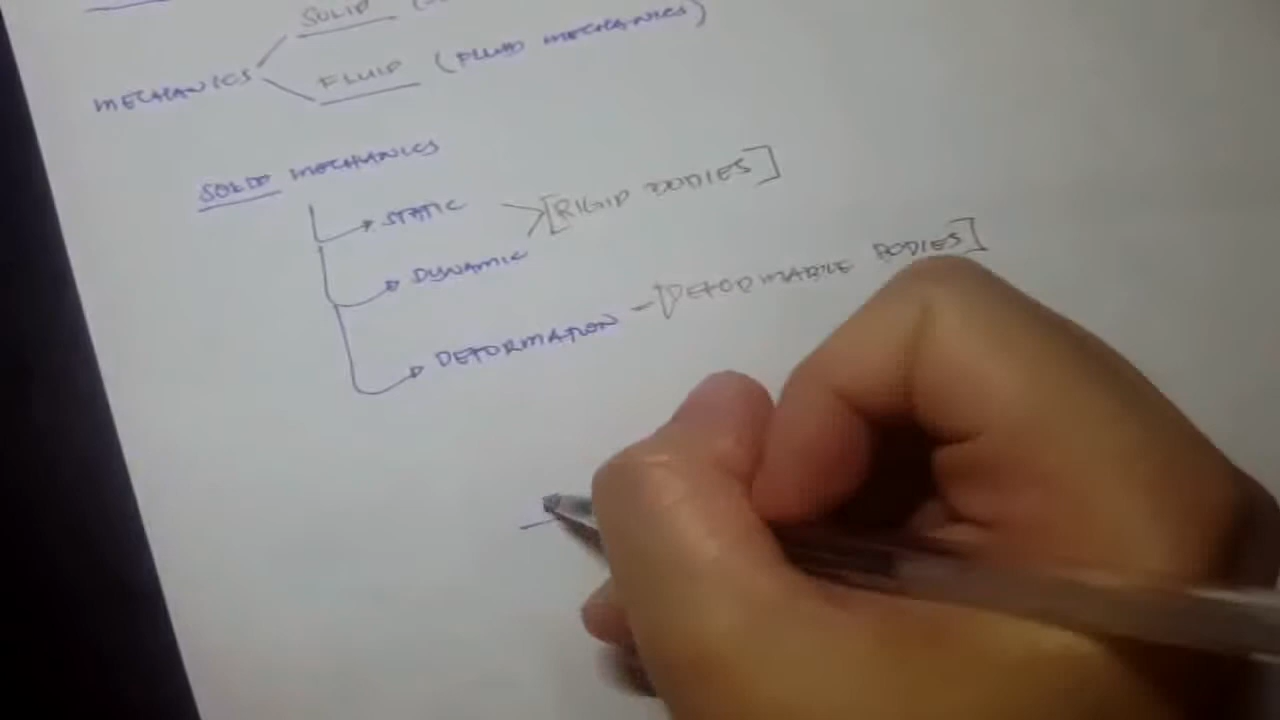 SOLID (
MECHANICS
FLUID (FLUID MECHANICS)
SOLID MECHANICS
STATIC
[RIGID BODIES]
DYNAMIC
DEFORMATION - [DEFORMABLE BODIES]